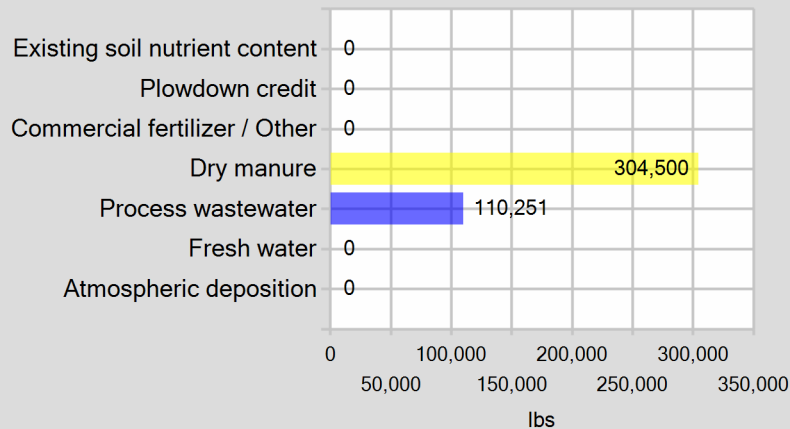 Existing soil nutrient content 0
Plowdown credit 0
Commercial fertilizer / Other 0
Dry manure 304,500
Process wastewater 110,251
Fresh water 0
Atmospheric deposition 0
0 100,000 200,000 300,000
50,000 150,000 250,000 350,000
lbs